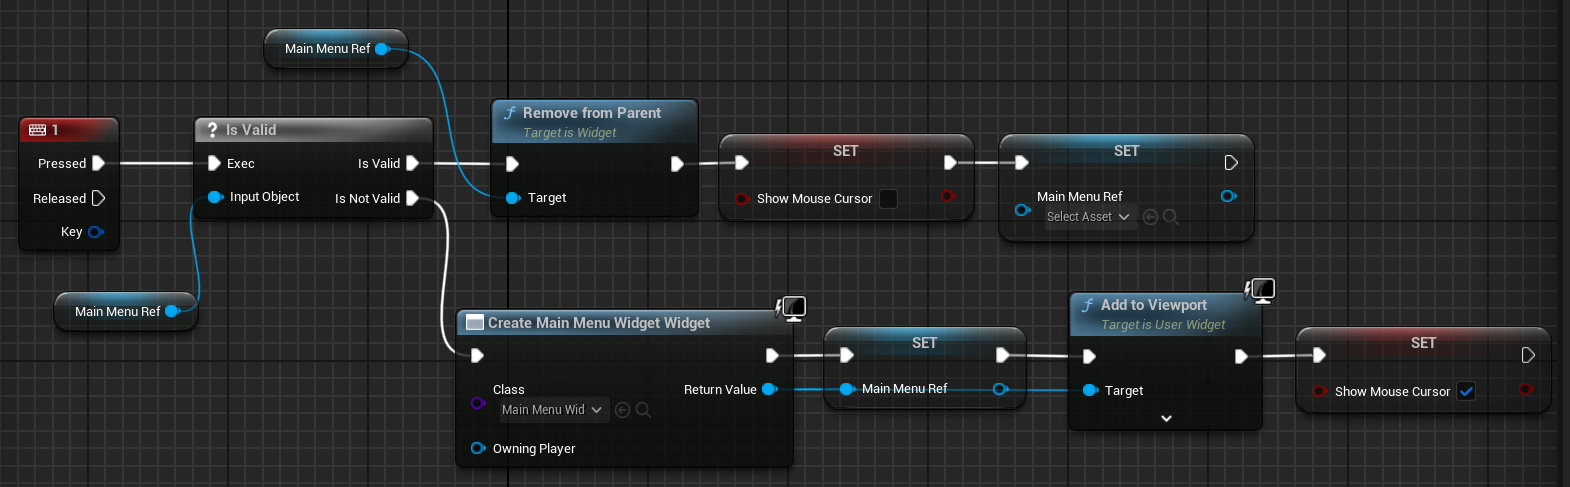 Main Menu Ref
1
Pressed
Released
Key
? Is Valid
Exec
Is Valid
Input Object
Is Not Valid
Main Menu Ref
f Remove from Parent
Target is Widget
Target
SET
Show Mouse Cursor
SET
Main Menu Ref
Select Asset
Create Main Menu Widget Widget
Class
Return Value
Main Menu Wid
Owning Player
SET
Main Menu Ref
f Add to Viewport
Target is User Widget
Target
SET
Show Mouse Cursor